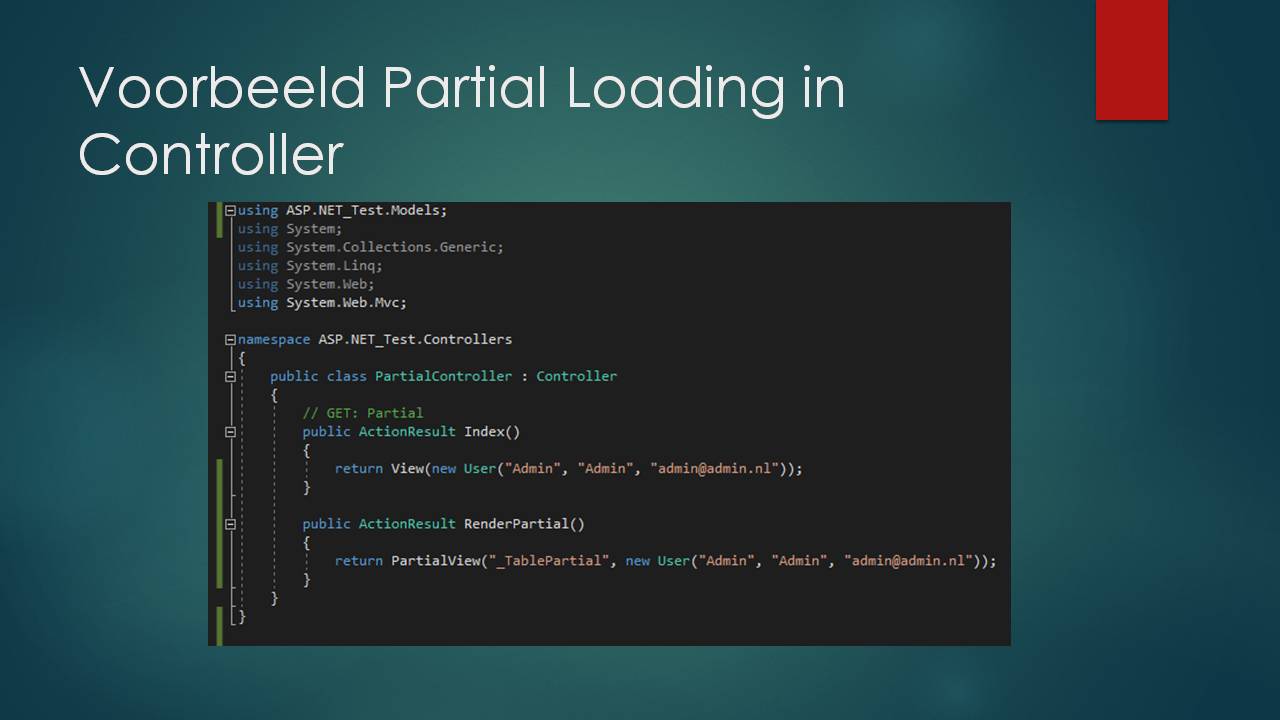 Voorbeeld Partial Loading in
Controller
using ASP.NET_Test.Models;
using System;
using System.Collections.Generic;
using System.Linq;
using System.Web;
using System.Web.Mvc;
namespace ASP.NET_Test.Controllers
{
public class PartialController : Controller
{
// GET: Partial
public ActionResult Index()
{
return View(new User("Admin", "Admin", "admin@admin.nl"));
}
public ActionResult RenderPartial()
{
return PartialView("_TablePartial", new User("Admin", "Admin", "admin@admin.nl"));
}
}
}